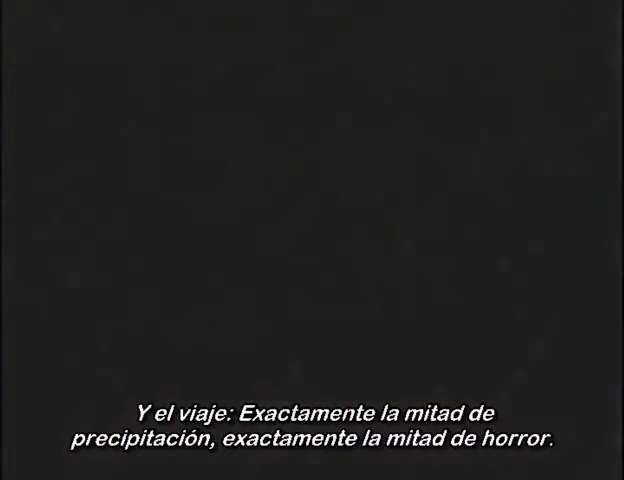 Y el viaje: Exactamente la mitad de
precipitación, exactamente la mitad de horror.